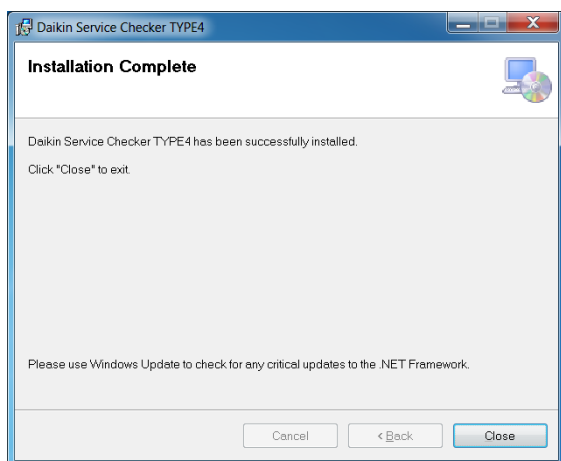 Daikin Service Checker TYPE4
Installation Complete
Daikin Service Checker TYPE4 has been successfully installed.
Click "Close" to exit.
Please use Windows Update to check for any critical updates to the .NET Framework.
Cancel
< Back
Close